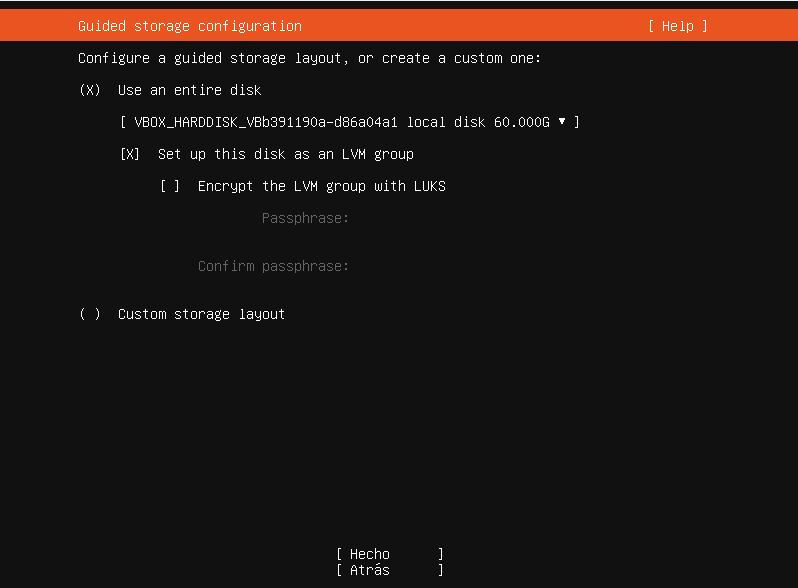 Guided storage configuration [ Help ]
Configure a guided storage layout, or create a custom one:
(X) Use an entire disk
[ VBOX_HARDDISK_VBb391190a-d86a04a1 local disk 60.000G ▾ ]
[X] Set up this disk as an LVM group
[ ] Encrypt the LVM group with LUKS
Passphrase:
Confirm passphrase:
( ) Custom storage layout
[ Hecho ]
[ Atrás ]